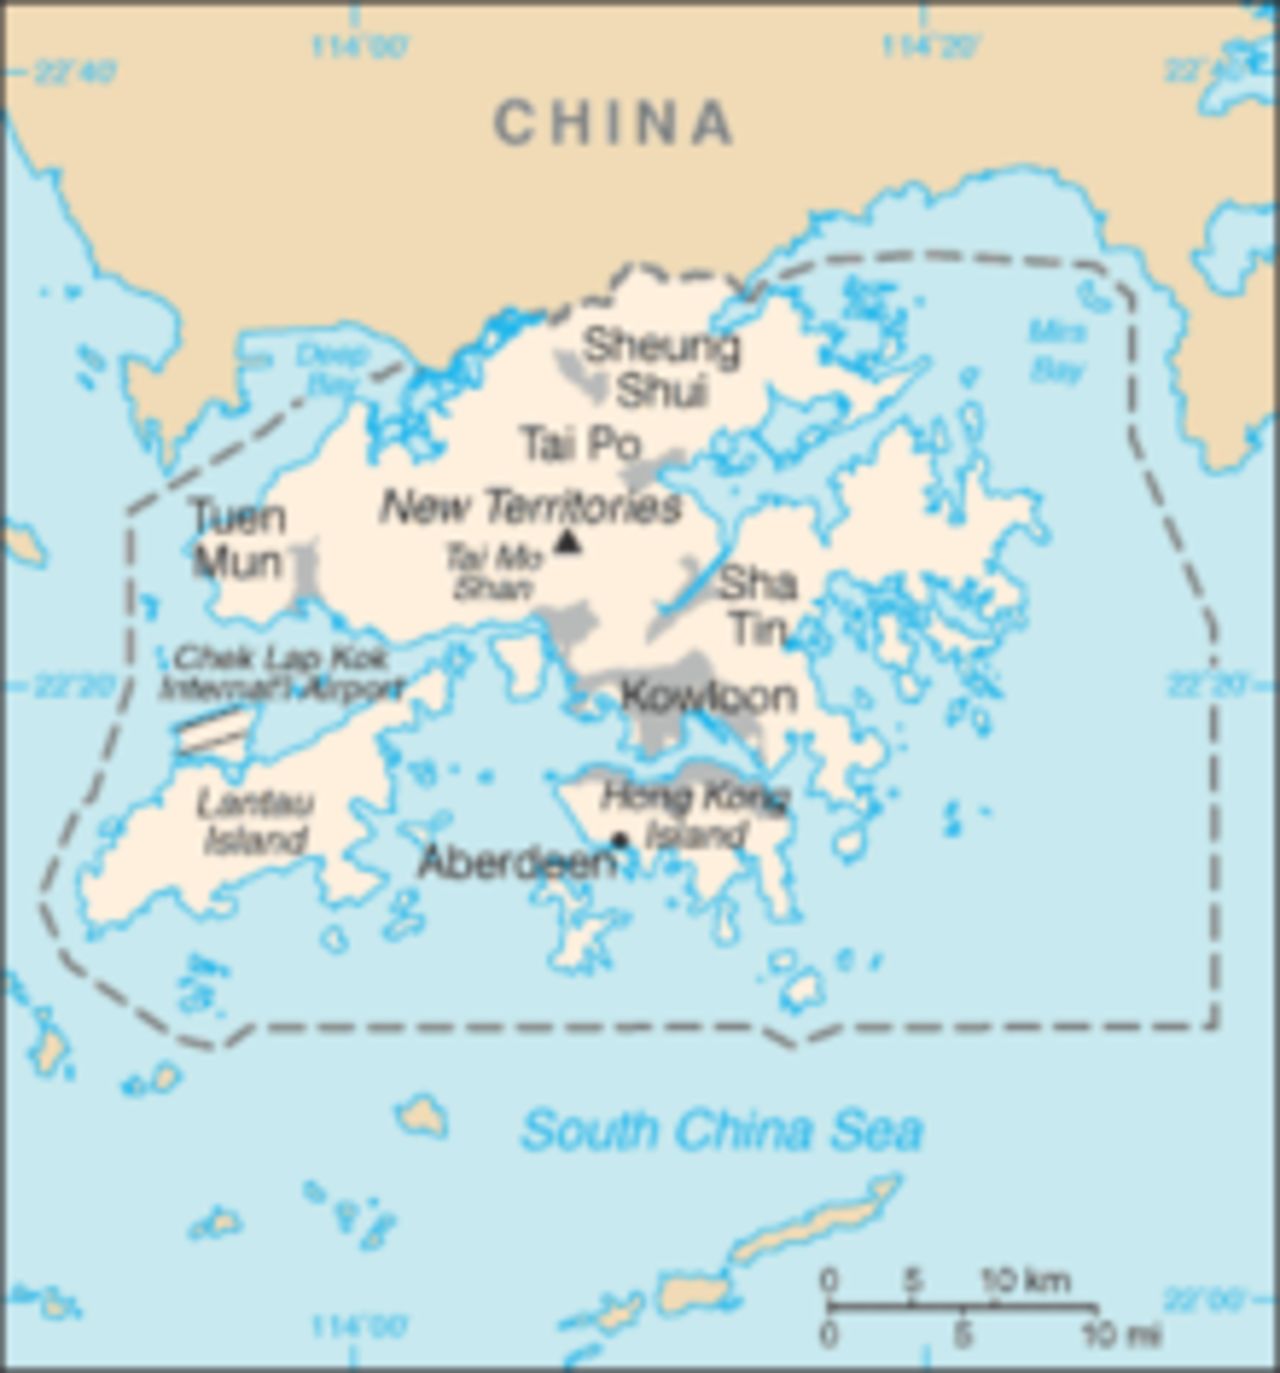 114°00'
114°20'
22°40'
22°40'
CHINA
Deep
Bay
Mirs
Bay
Sheung
Shui
Tai Po
New Territories
Tuen
Mun
Tai Mo
Shan
Sha
Tin
Chek Lap Kok
Internat'l Airport
22°20'
22°20'
Kowloon
Lantau
Island
Hong Kong
Island
Aberdeen
South China Sea
0 5 10 km
0 5 10 mi
22°00'
114°00'